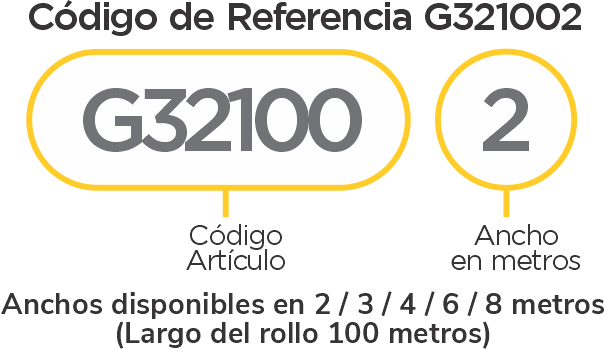 Código de Referencia G321002
G32100 2
Código Ancho
Artículo en metros
Anchos disponibles en 2 / 3 / 4 / 6 / 8 metros
(Largo del rollo 100 metros)